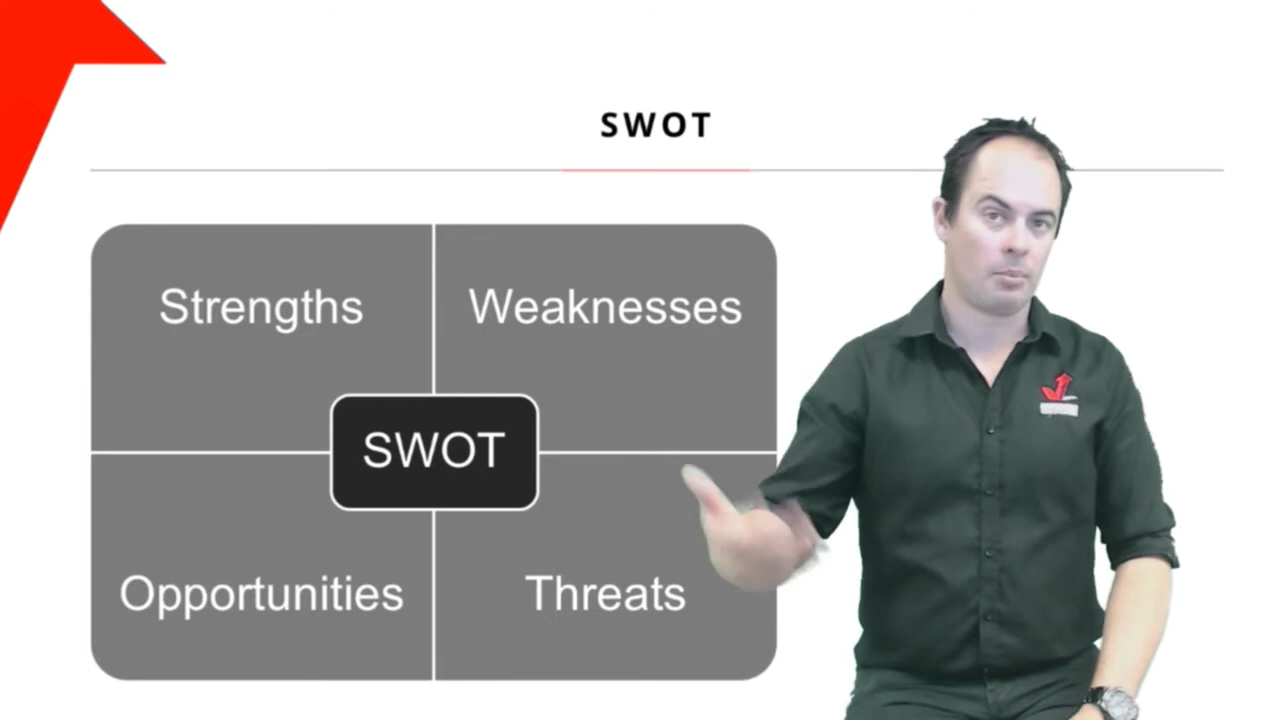 SWOT
Strengths
Weaknesses
SWOT
Opportunities
Threats